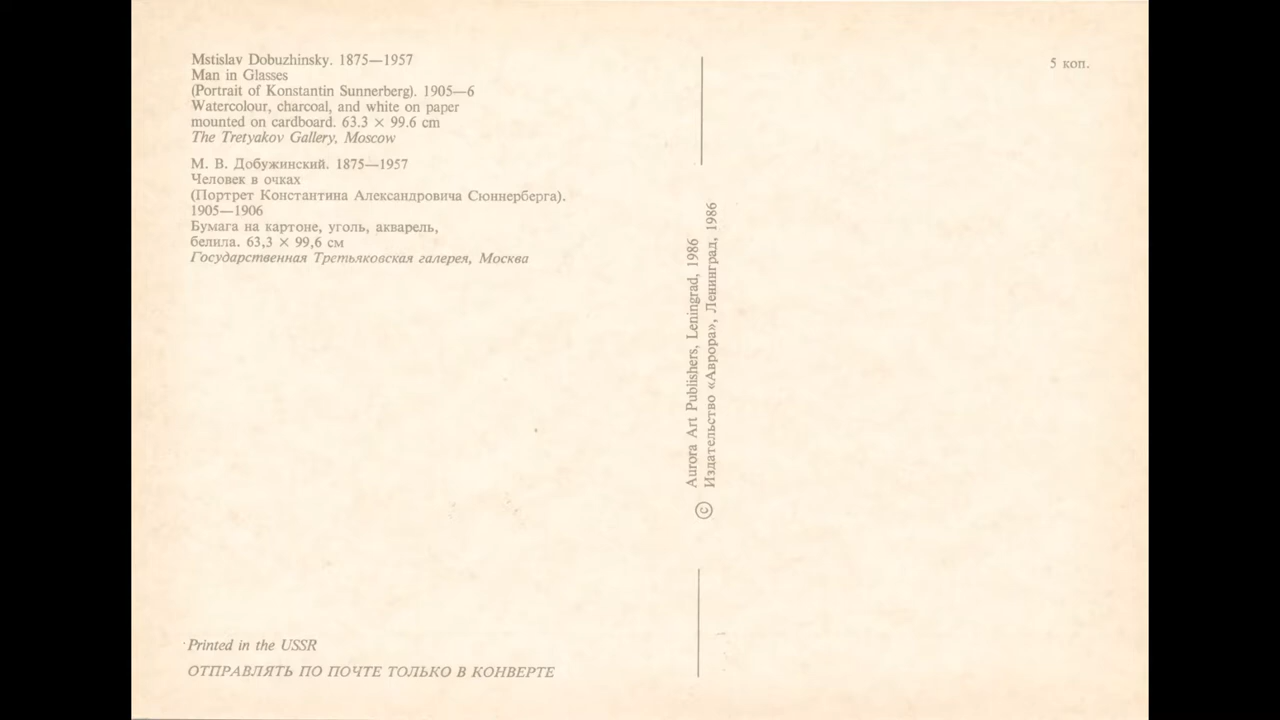 Mstislav Dobuzhinsky. 1875—1957
Man in Glasses
(Portrait of Konstantin Sunnerberg). 1905—6
Watercolour, charcoal, and white on paper
mounted on cardboard. 63.3 × 99.6 cm
The Tretyakov Gallery, Moscow
М. В. Добужинский. 1875—1957
Человек в очках
(Портрет Константина Александровича Сюннерберга).
1905—1906
Бумага на картоне, уголь, акварель,
белила. 63,3 × 99,6 см
Государственная Третьяковская галерея, Москва
Printed in the USSR
ОТПРАВЛЯТЬ ПО ПОЧТЕ ТОЛЬКО В КОНВЕРТЕ
© Aurora Art Publishers, Leningrad, 1986
Издательство «Аврора», Ленинград, 1986
5 коп.